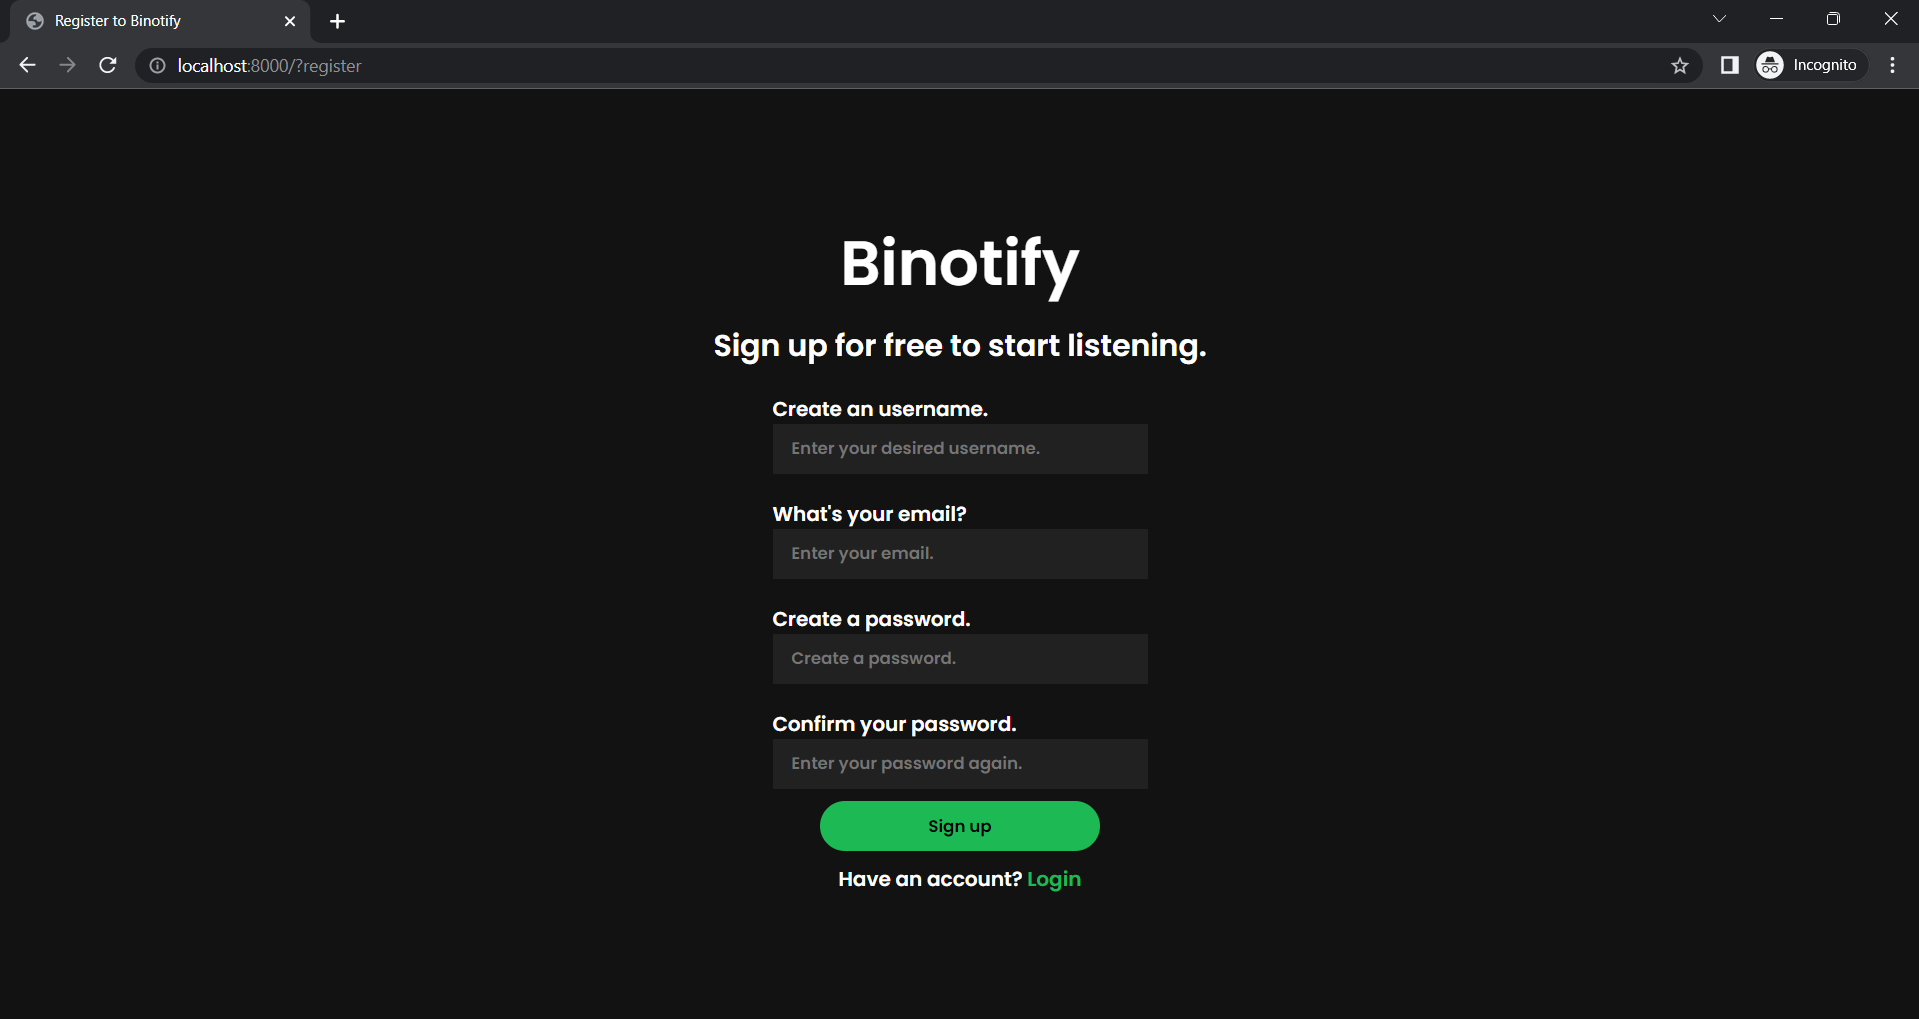 Register to Binotify
localhost:8000/?register
Incognito
Binotify
Sign up for free to start listening.
Create an username.
Enter your desired username.
What's your email?
Enter your email.
Create a password.
Create a password.
Confirm your password.
Enter your password again.
Sign up
Have an account? Login